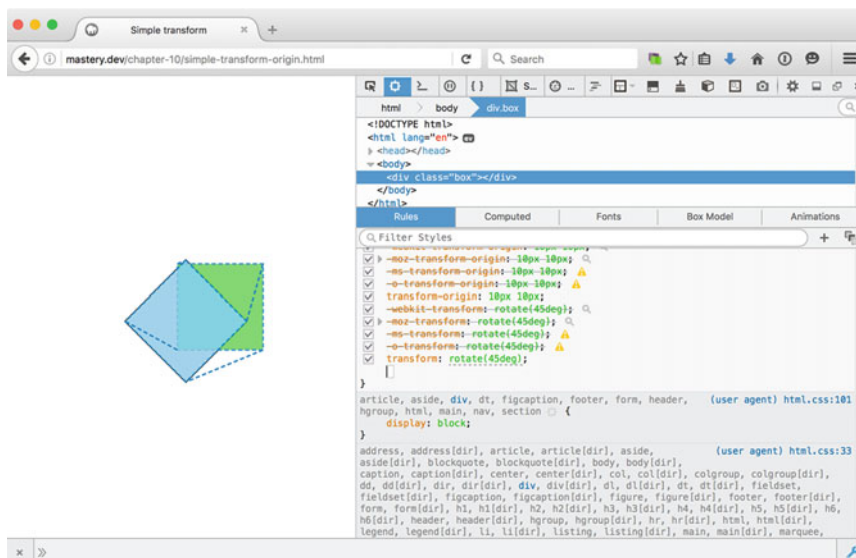 Simple transform
mastery.dev/chapter-10/simple-transform-origin.html
Search
{ } S... ...
html body div.box
<!DOCTYPE html>
<html lang="en"> ev
<head></head>
<body>
<div class="box"></div>
</body>
</html>
Rules Computed Fonts Box Model Animations
Filter Styles
-webkit-transform-origin: 10px 10px;
-moz-transform-origin: 10px 10px;
-ms-transform-origin: 10px 10px;
-o-transform-origin: 10px 10px;
transform-origin: 10px 10px;
-webkit-transform: rotate(45deg);
-moz-transform: rotate(45deg);
-ms-transform: rotate(45deg);
-o-transform: rotate(45deg);
transform: rotate(45deg);
}
article, aside, div, dt, figcaption, footer, form, header, (user agent) html.css:101
hgroup, html, main, nav, section {
display: block;
}
address, address[dir], article, article[dir], aside, (user agent) html.css:33
aside[dir], blockquote, blockquote[dir], body, body[dir],
caption, caption[dir], center, center[dir], col, col[dir], colgroup, colgroup[dir],
dd, dd[dir], dir, dir[dir], div, div[dir], dl, dl[dir], dt, dt[dir], fieldset,
fieldset[dir], figcaption, figcaption[dir], figure, figure[dir], footer, footer[dir],
form, form[dir], h1, h1[dir], h2, h2[dir], h3, h3[dir], h4, h4[dir], h5, h5[dir], h6,
h6[dir], header, header[dir], hgroup, hgroup[dir], hr, hr[dir], html, html[dir],
legend, legend[dir], li, li[dir], listing, listing[dir], main, main[dir], marquee,